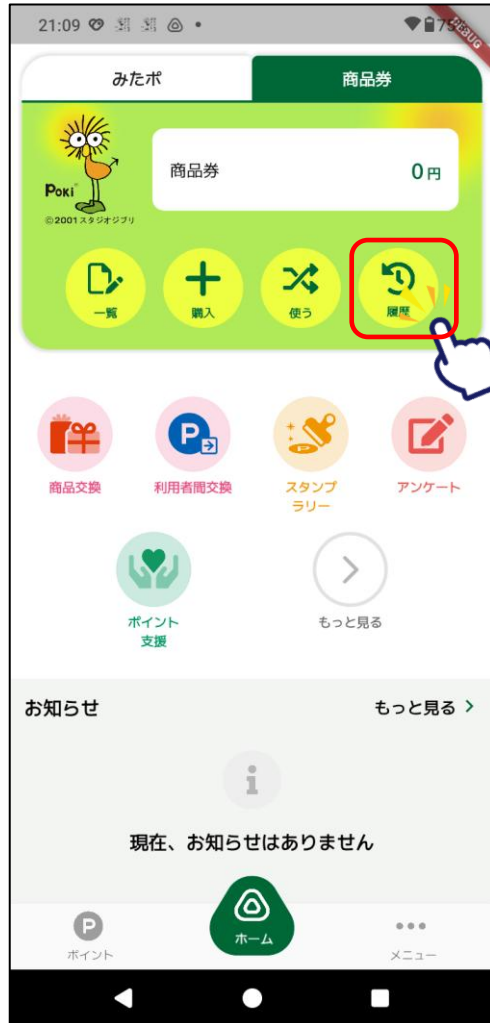 21:09
DEBUG
みたポ
商品券
POKI
©2001スタジオジブリ
商品券
0円
一覧
購入
使う
履歴
商品交換
利用者間交換
スタンプ
ラリー
アンケート
ポイント
支援
もっと見る
お知らせ
もっと見る
現在、お知らせはありません
ポイント
ホーム
メニュー